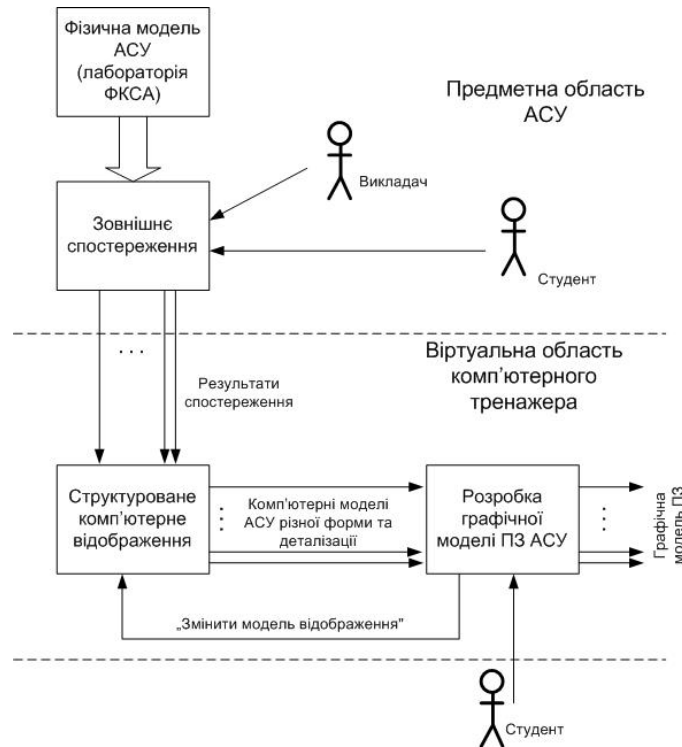 Фізична модель
АСУ
(лабораторія
ФКСА)
Предметна область
АСУ
Викладач
Зовнішнє
спостереження
Студент
. . .
Віртуальна область
комп’ютерного
тренажера
Результати
спостереження
Структуроване
комп’ютерне
відображення
Комп’ютерні моделі
АСУ різної форми та
деталізації
Розробка
графічної
моделі ПЗ АСУ
Графічна
модель ПЗ
„Змінити модель відображення"
Студент